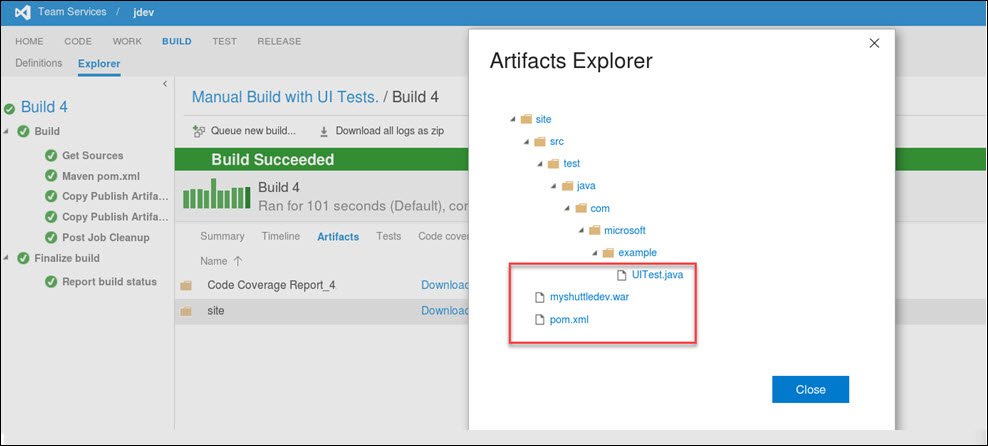 Team Services / jdev
HOME CODE WORK BUILD TEST RELEASE
Definitions Explorer
Build 4
Build
Get Sources
Maven pom.xml
Copy Publish Artifa...
Copy Publish Artifa...
Post Job Cleanup
Finalize build
Report build status
Manual Build with UI Tests. / Build 4
Queue new build... Download all logs as zip
Build Succeeded
Build 4
Ran for 101 seconds (Default), con
Summary Timeline Artifacts Tests Code cover
Name
Code Coverage Report_4. Download
site Download
Artifacts Explorer
site
src
test
java
com
microsoft
example
UITest.java
myshuttledev.war
pom.xml
Close